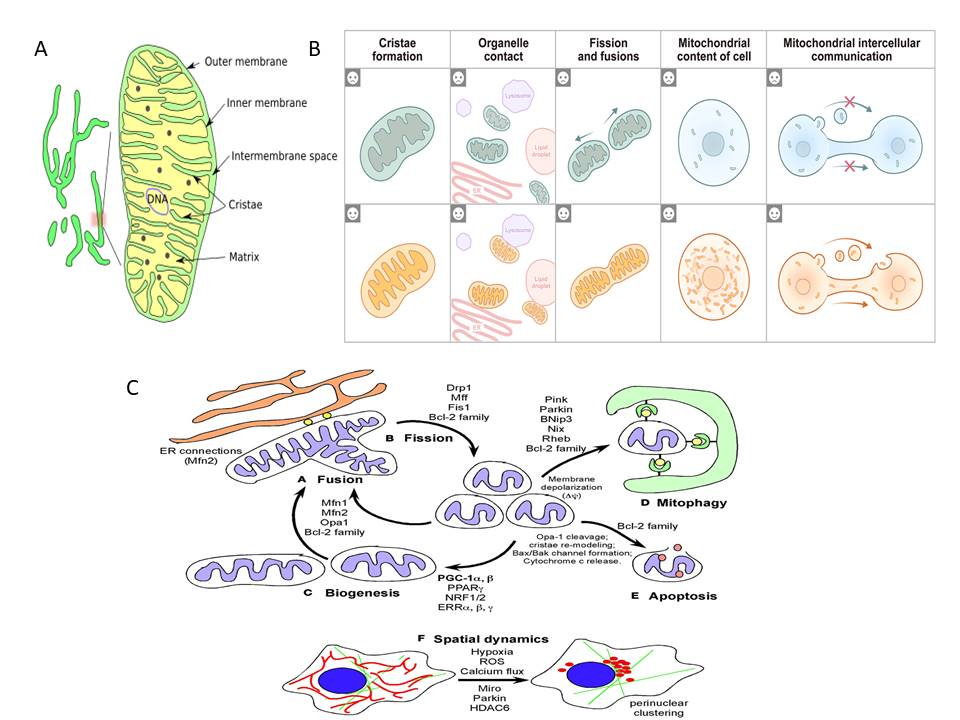 A
Outer membrane
Inner membrane
Intermembrane space
DNA
Cristae
Matrix
B
Cristae
formation
Organelle
contact
Fission
and fusions
Mitochondrial
content of cell
Mitochondrial intercellular
communication
Lysosome
Lipid
droplet
ER
Lysosome
Lipid
droplet
ER
C
ER connections
(Mfn2)
A Fusion
Drp1
Mff
Fis1
Bcl-2 family
B Fission
Pink
Parkin
BNip3
Nix
Rheb
Bcl-2 family
Membrane
depolarization
(Δψ)
D Mitophagy
Mfn1
Mfn2
Opa1
Bcl-2 family
Opa-1 cleavage;
cristae re-modeling;
Bax/Bak channel formation;
Cytochrome c release.
Bcl-2 family
E Apoptosis
C Biogenesis
PGC-1α, β
PPARγ
NRF1/2
ERRα, β, γ
F Spatial dynamics
Hypoxia
ROS
Calcium flux
Miro
Parkin
HDAC6
perinuclear
clustering